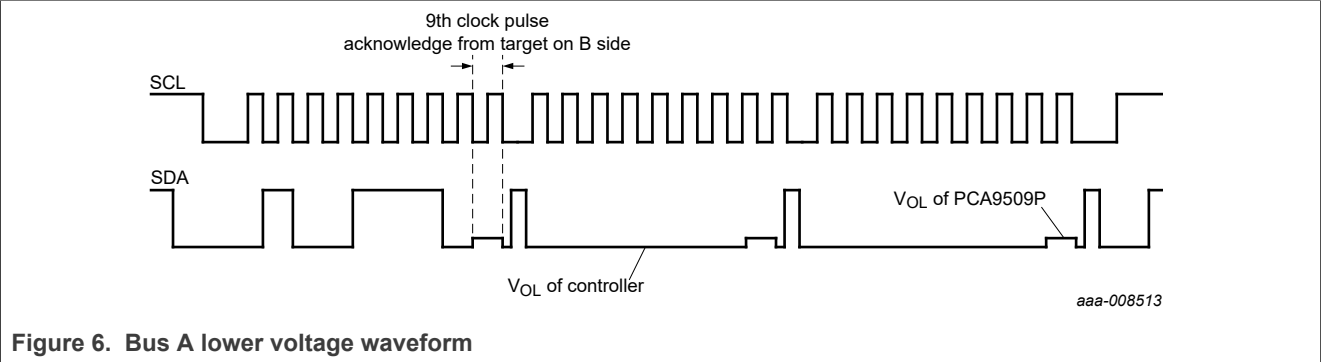 9th clock pulse
acknowledge from target on B side
SCL
SDA
VOL of PCA9509P
VOL of controller
aaa-008513
Figure 6. Bus A lower voltage waveform